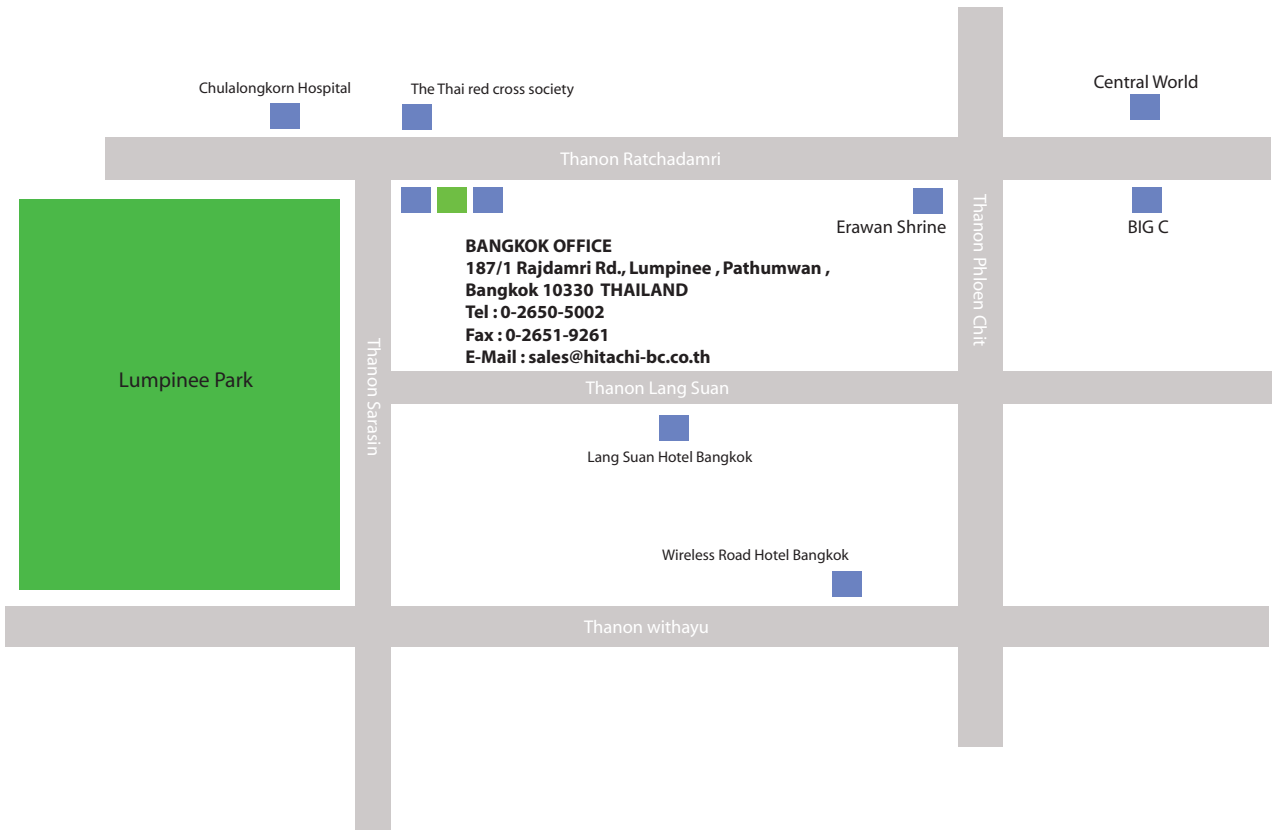 Central World
Chulalongkorn Hospital
The Thai red cross society
Thanon Ratchadamri
Erawan Shrine
BIG C
Thanon Phloen Chit
BANGKOK OFFICE
187/1 Rajdamri Rd., Lumpinee , Pathumwan ,
Bangkok 10330 THAILAND
Tel : 0-2650-5002
Fax : 0-2651-9261
E-Mail : sales@hitachi-bc.co.th
Lumpinee Park
Thanon Sarasin
Thanon Lang Suan
Lang Suan Hotel Bangkok
Wireless Road Hotel Bangkok
Thanon withayu